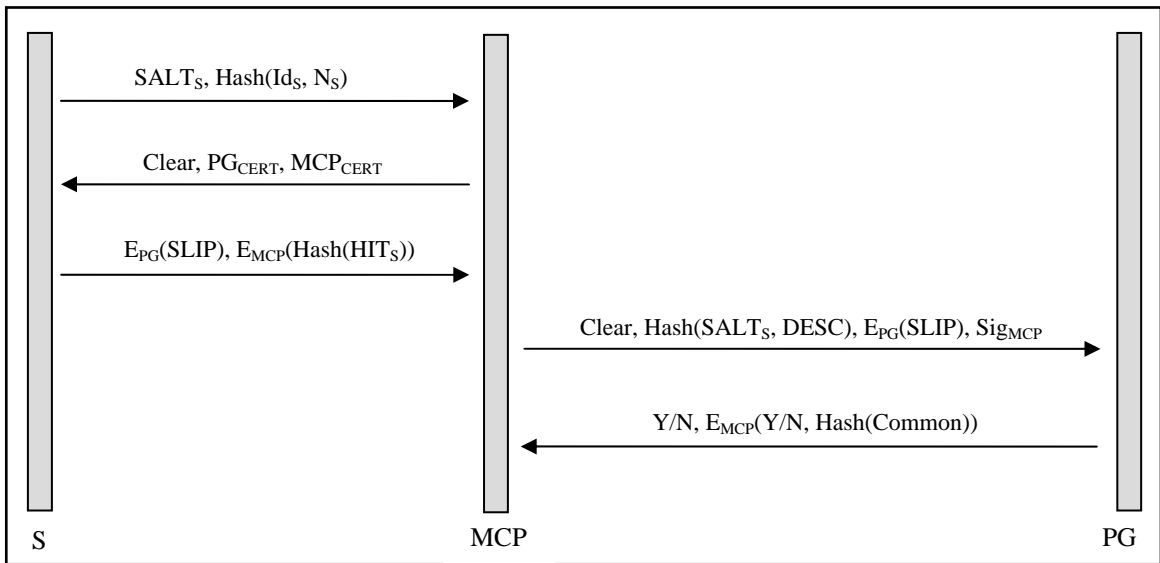 SALTS, Hash(IdS, NS)
Clear, PGCERT, MCPCERT
EPG(SLIP), EMCP(Hash(HITS))
Clear, Hash(SALTS, DESC), EPG(SLIP), SigMCP
Y/N, EMCP(Y/N, Hash(Common))
S MCP PG